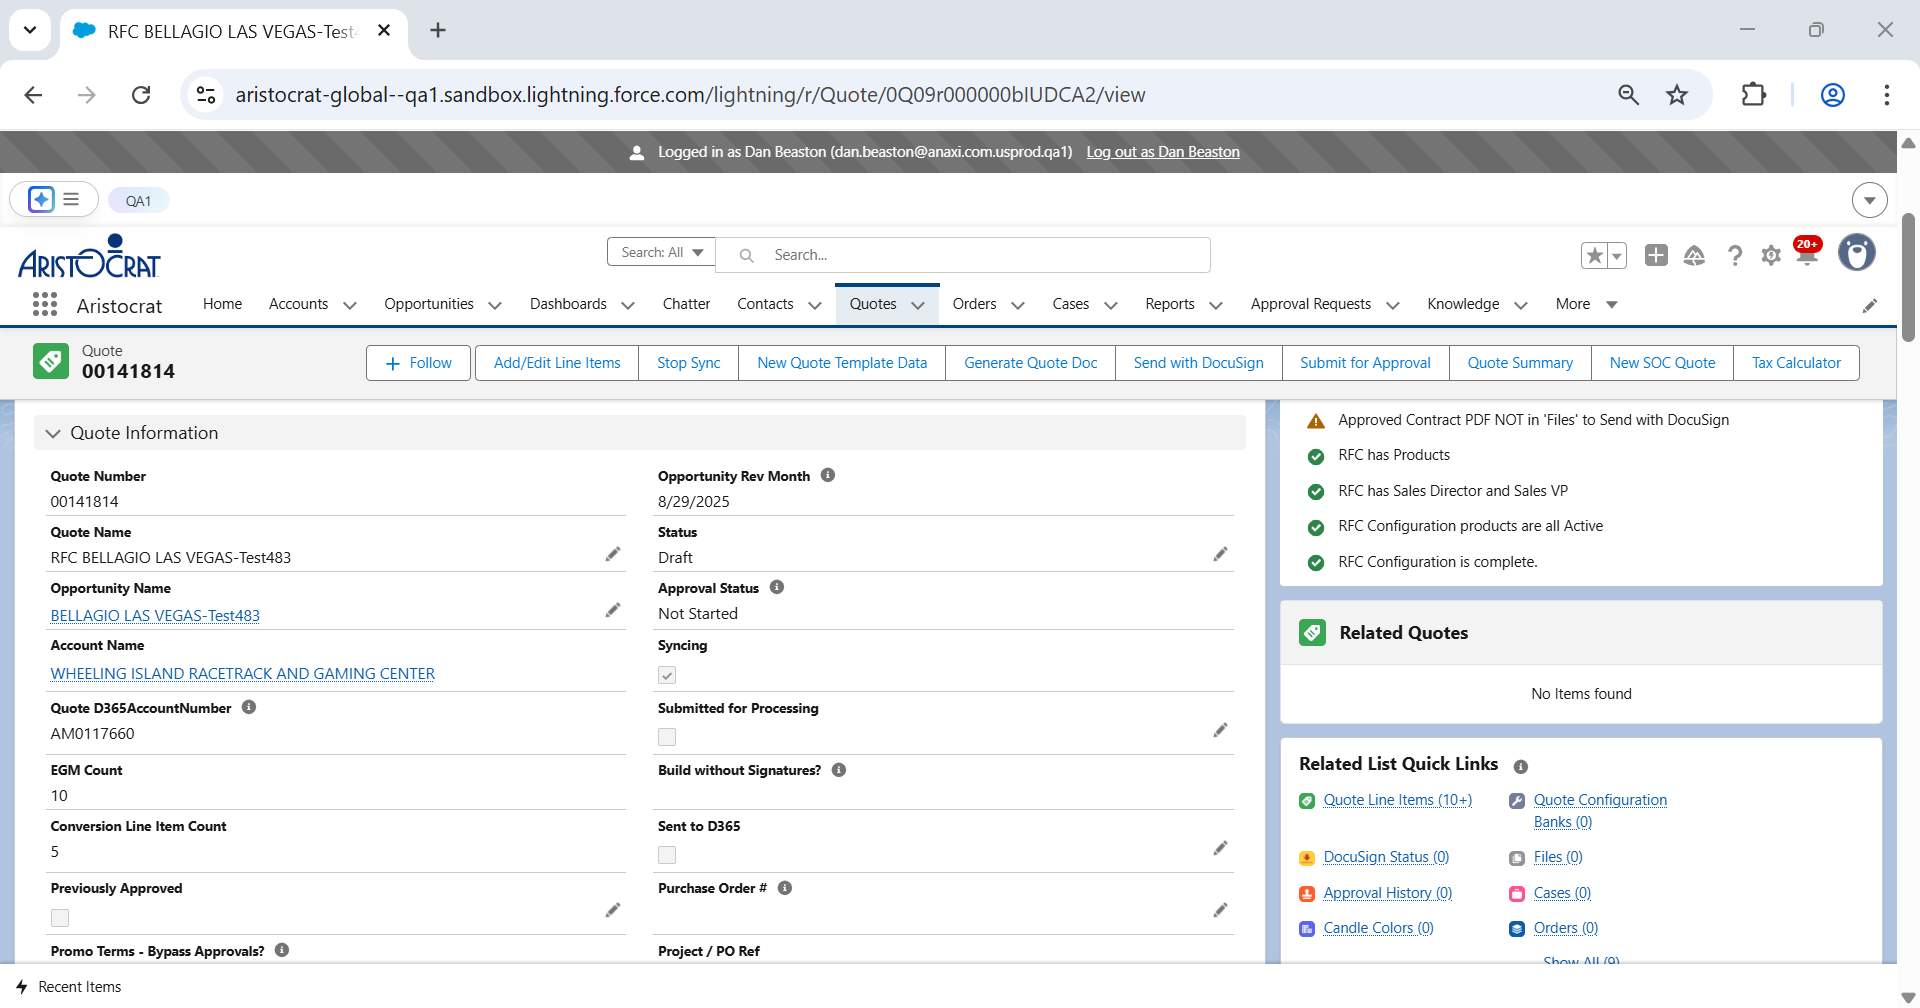 RFC BELLAGIO LAS VEGAS-Test4
aristocrat-global--qa1.sandbox.lightning.force.com/lightning/r/Quote/0Q09r000000bIUDCA2/view
Logged in as Dan Beaston (dan.beaston@anaxi.com.usprod.qa1) Log out as Dan Beaston
QA1
ARISTOCRAT
Search: All
Search...
20+
Aristocrat
Home
Accounts
Opportunities
Dashboards
Chatter
Contacts
Quotes
Orders
Cases
Reports
Approval Requests
Knowledge
More
Quote
00141814
Follow
Add/Edit Line Items
Stop Sync
New Quote Template Data
Generate Quote Doc
Send with DocuSign
Submit for Approval
Quote Summary
New SOC Quote
Tax Calculator
Quote Information
Quote Number
00141814
Quote Name
RFC BELLAGIO LAS VEGAS-Test483
Opportunity Name
BELLAGIO LAS VEGAS-Test483
Account Name
WHEELING ISLAND RACETRACK AND GAMING CENTER
Quote D365AccountNumber
AM0117660
EGM Count
10
Conversion Line Item Count
5
Previously Approved
Promo Terms - Bypass Approvals?
Opportunity Rev Month
8/29/2025
Status
Draft
Approval Status
Not Started
Syncing
Submitted for Processing
Build without Signatures?
Sent to D365
Purchase Order #
Project / PO Ref
Approved Contract PDF NOT in 'Files' to Send with DocuSign
RFC has Products
RFC has Sales Director and Sales VP
RFC Configuration products are all Active
RFC Configuration is complete.
Related Quotes
No Items found
Related List Quick Links
Quote Line Items (10+)
Quote Configuration
Banks (0)
DocuSign Status (0)
Files (0)
Approval History (0)
Cases (0)
Candle Colors (0)
Orders (0)
Show All (9)
Recent Items